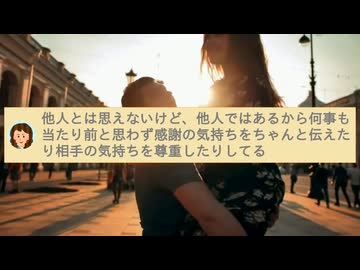 他人とは思えないけど、他人ではあるから何事も
当たり前と思わず感謝の気持ちをちゃんと伝えた
り相手の気持ちを尊重したりしてる